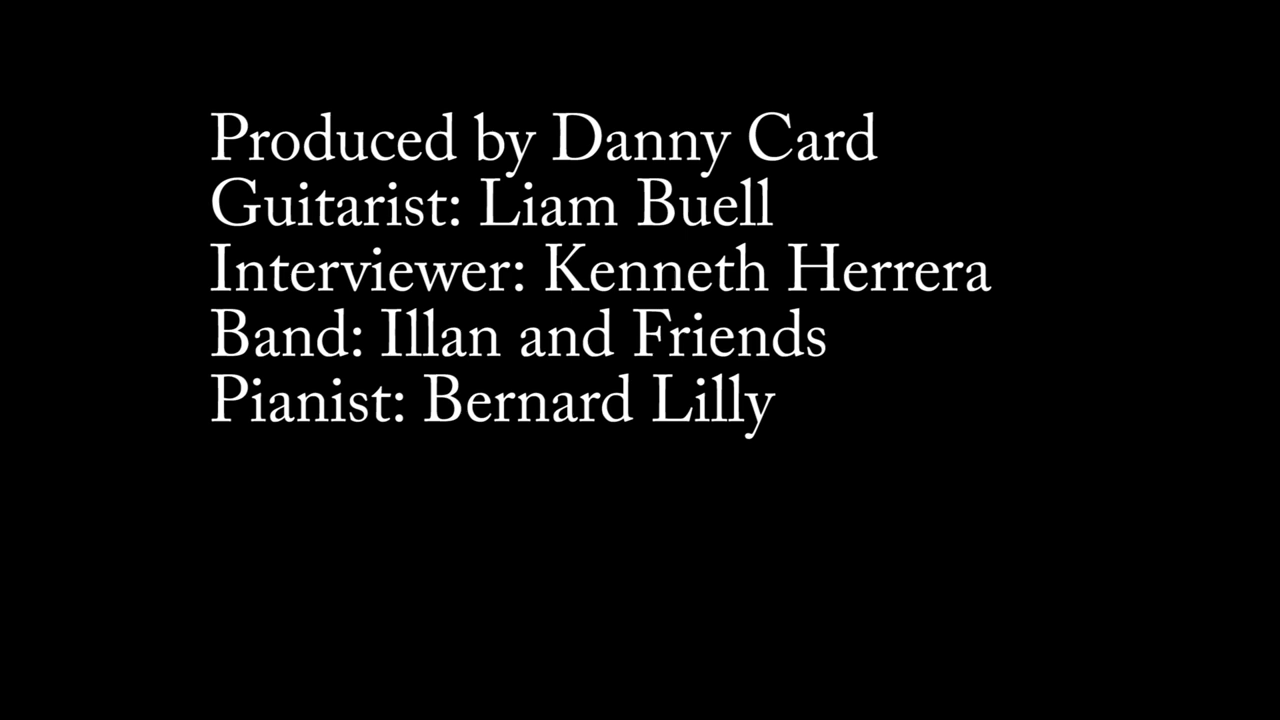 Produced by Danny Card
Guitarist: Liam Buell
Interviewer: Kenneth Herrera
Band: Illan and Friends
Pianist: Bernard Lilly